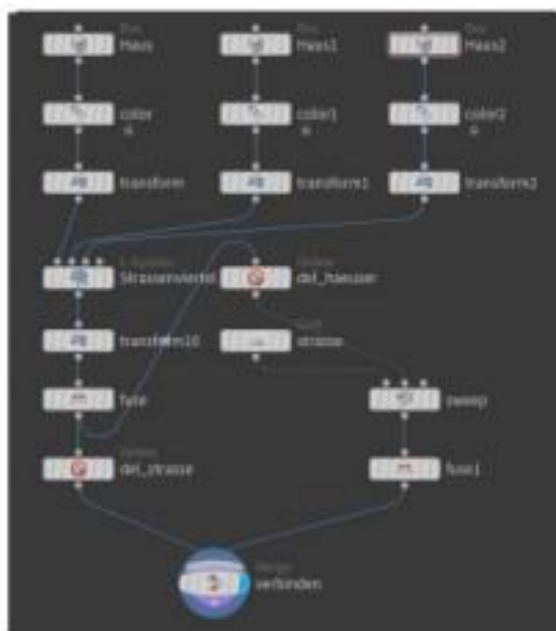 Haus
Haus1
Haus2
color
color1
color2
transform
transform1
transform2
Strassenviertel
del_haeuser
transform10
strasse
fuse
sweep
del_strasse
fuse1
verbinden